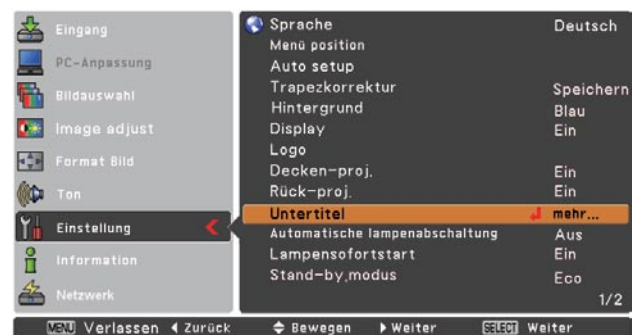 Eingang
PC-Anpassung
Bildauswahl
Image adjust
Format Bild
Ton
Einstellung
Information
Netzwerk
Sprache Deutsch
Menü position
Auto setup
Trapezkorrektur Speichern
Hintergrund Blau
Display Ein
Logo
Decken-proj. Ein
Rück-proj. Ein
Untertitel mehr...
Automatische lampenabschaltung Aus
Lampensofortstart Ein
Stand-by,modus Eco
1/2
MENU Verlassen Zurück Bewegen Weiter SELECT Weiter